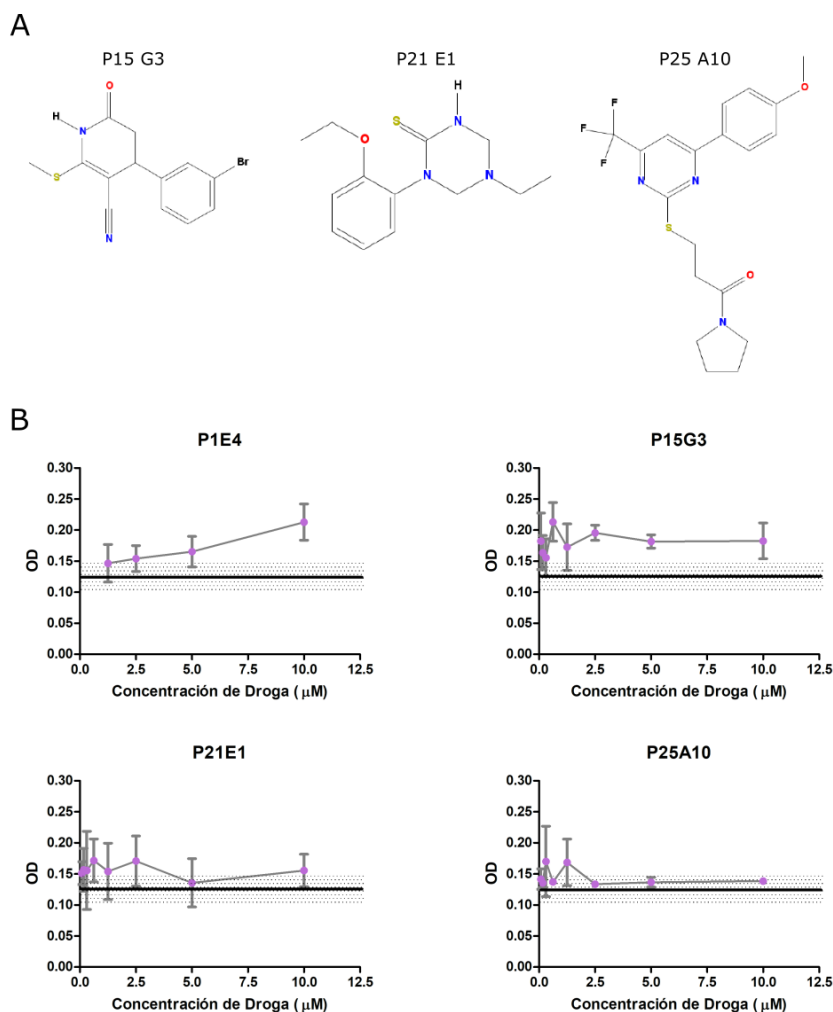 A
P15 G3 P21 E1 P25 A10
O
H
N
S
N
Br
S
O
H
N
N
N
O
F
F
F
N
N
S
O
N
B
P1E4
0.30
0.25
0.20
0.15
0.10
0.05
0.00
OD
0.0 2.5 5.0 7.5 10.0 12.5
Concentración de Droga ( μM)
P15G3
0.30
0.25
0.20
0.15
0.10
0.05
0.00
OD
0.0 2.5 5.0 7.5 10.0 12.5
Concentración de Droga ( μM)
P21E1
0.30
0.25
0.20
0.15
0.10
0.05
0.00
OD
0.0 2.5 5.0 7.5 10.0 12.5
Concentración de Droga ( μM)
P25A10
0.30
0.25
0.20
0.15
0.10
0.05
0.00
OD
0.0 2.5 5.0 7.5 10.0 12.5
Concentración de Droga ( μM)